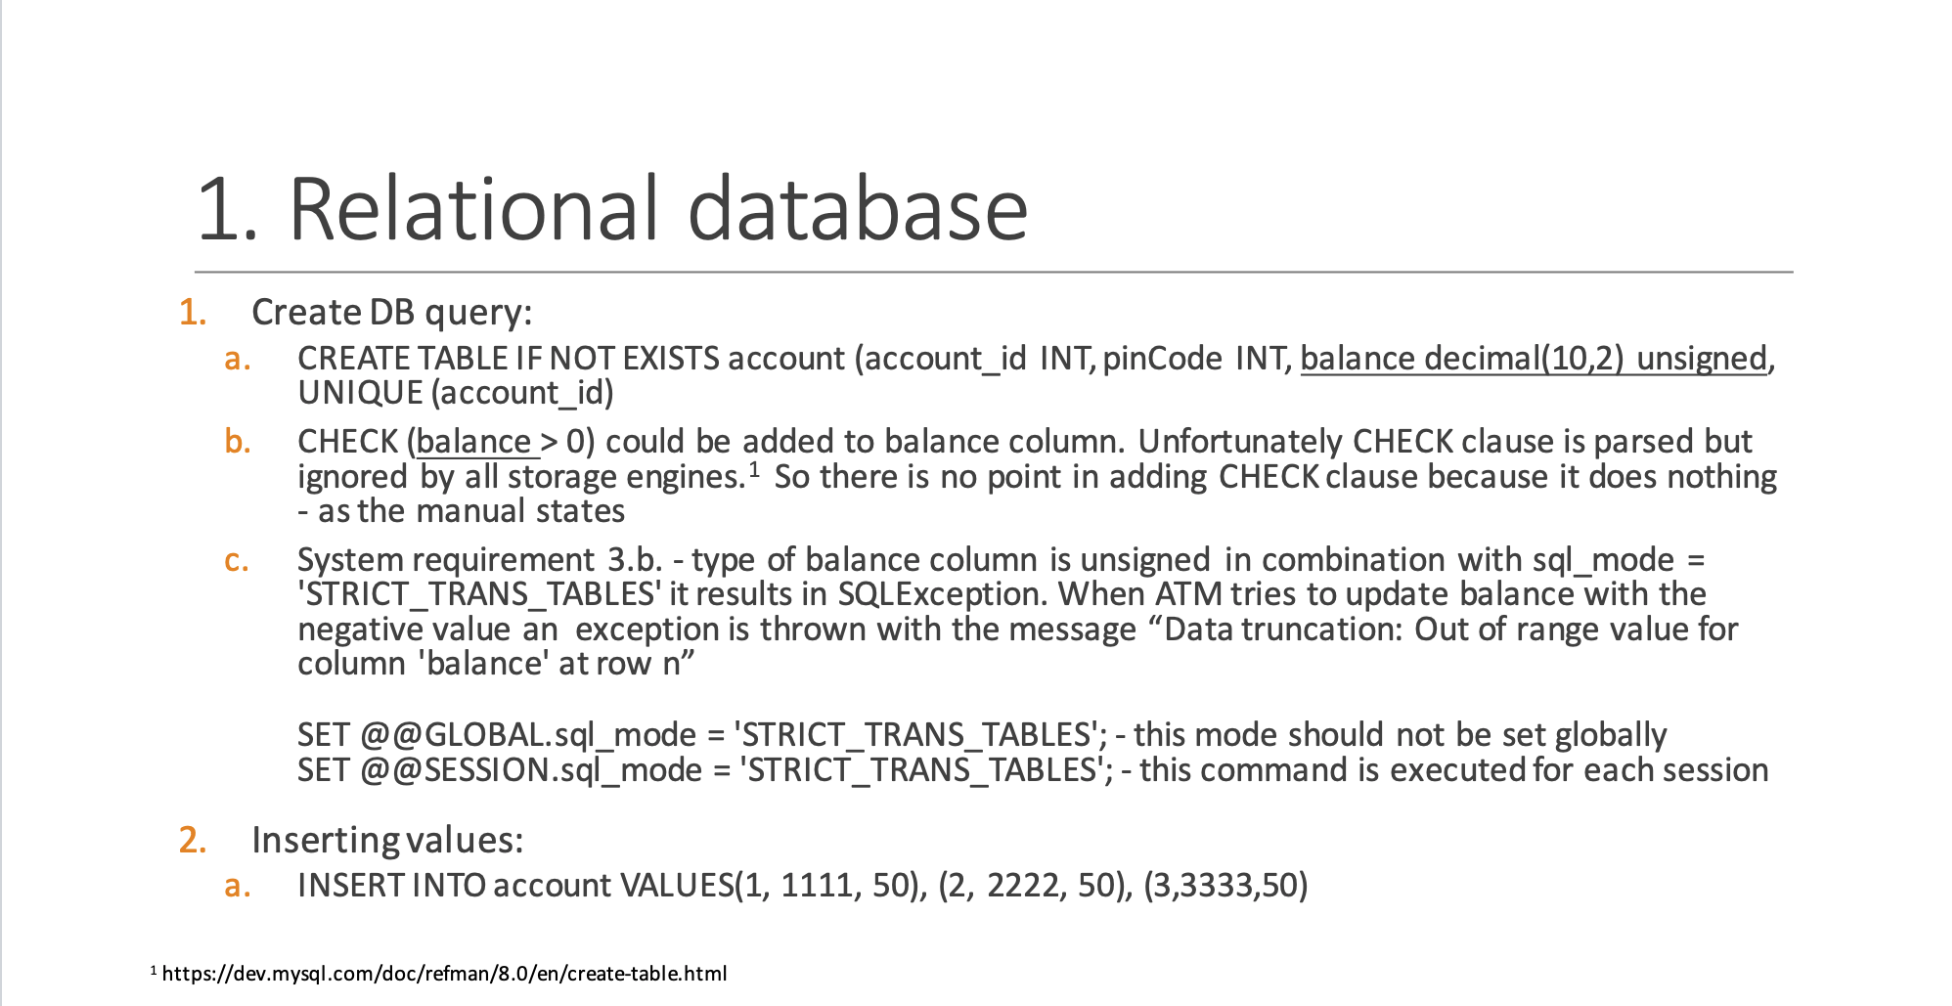 1. Relational database
1. Create DB query:
a. CREATE TABLE IF NOT EXISTS account (account_id INT, pinCode INT, balance decimal(10,2) unsigned,
UNIQUE (account_id)
b. CHECK (balance > 0) could be added to balance column. Unfortunately CHECK clause is parsed but
ignored by all storage engines.¹ So there is no point in adding CHECK clause because it does nothing
- as the manual states
c. System requirement 3.b. - type of balance column is unsigned in combination with sql_mode =
'STRICT_TRANS_TABLES' it results in SQLException. When ATM tries to update balance with the
negative value an exception is thrown with the message “Data truncation: Out of range value for
column 'balance' at row n”
SET @@GLOBAL.sql_mode = 'STRICT_TRANS_TABLES'; - this mode should not be set globally
SET @@SESSION.sql_mode = 'STRICT_TRANS_TABLES'; - this command is executed for each session
2. Inserting values:
a. INSERT INTO account VALUES(1, 1111, 50), (2, 2222, 50), (3,3333,50)
¹ https://dev.mysql.com/doc/refman/8.0/en/create-table.html